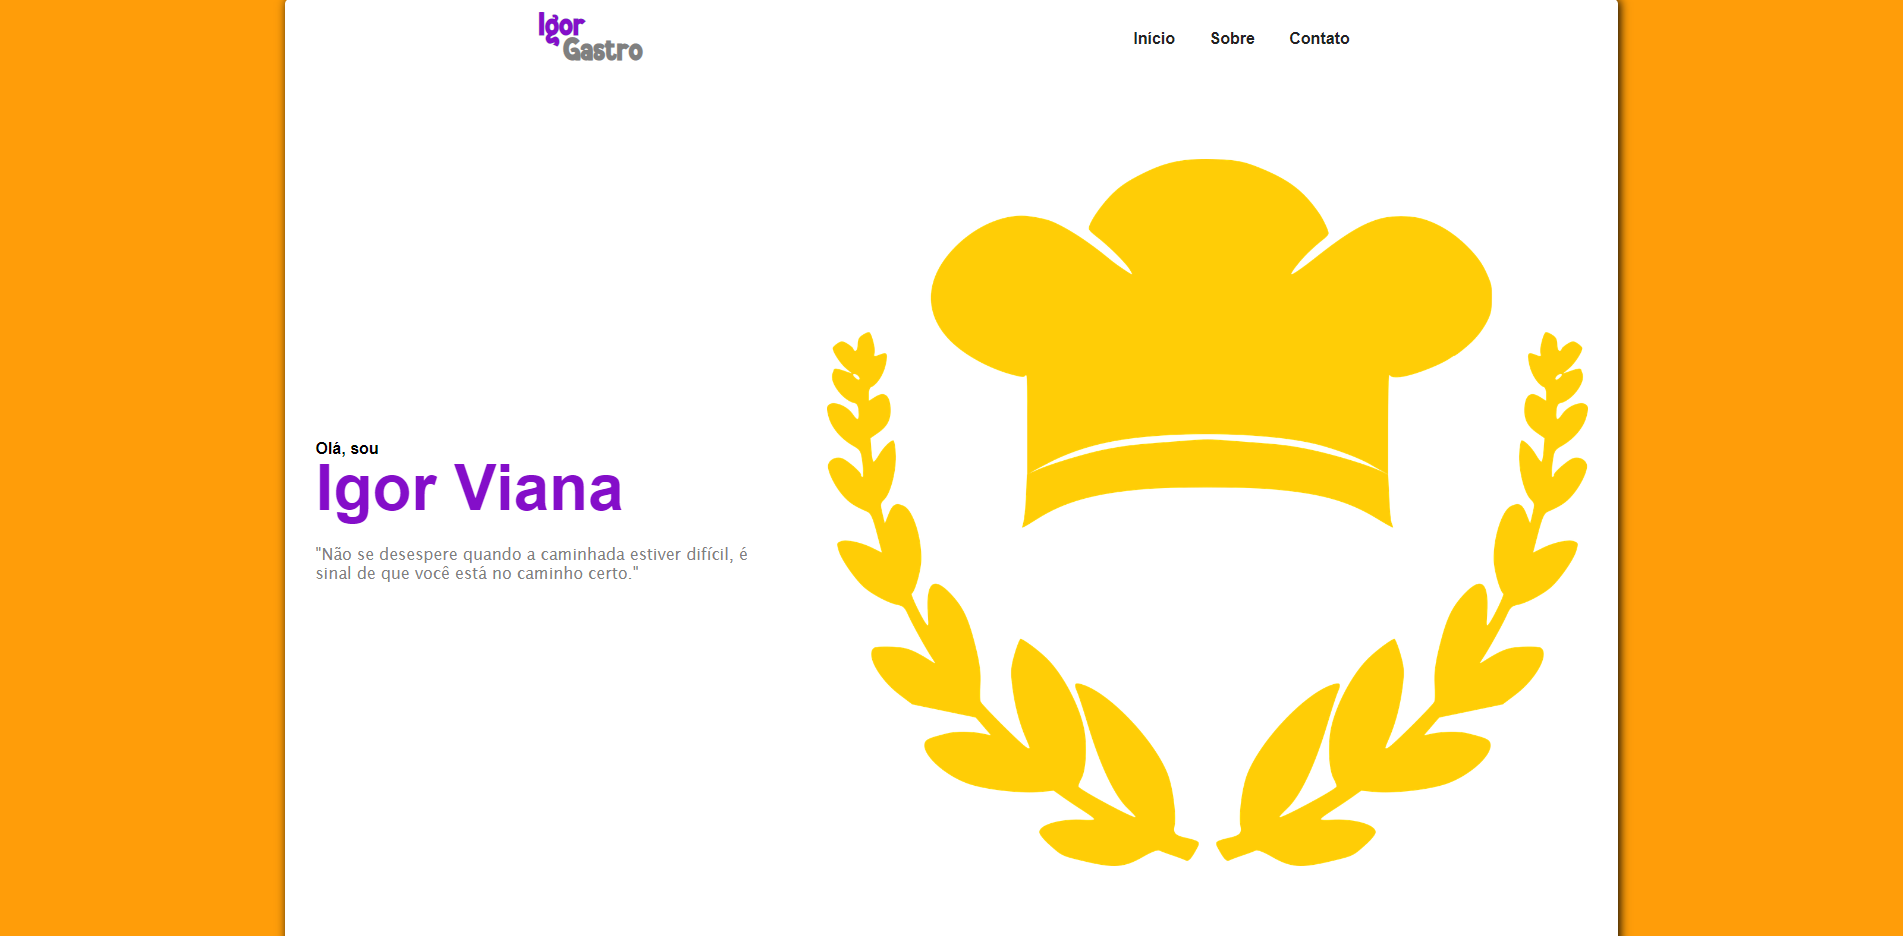 Igor
Gastro
Início Sobre Contato
Olá, sou
Igor Viana
"Não se desespere quando a caminhada estiver difícil, é
sinal de que você está no caminho certo."